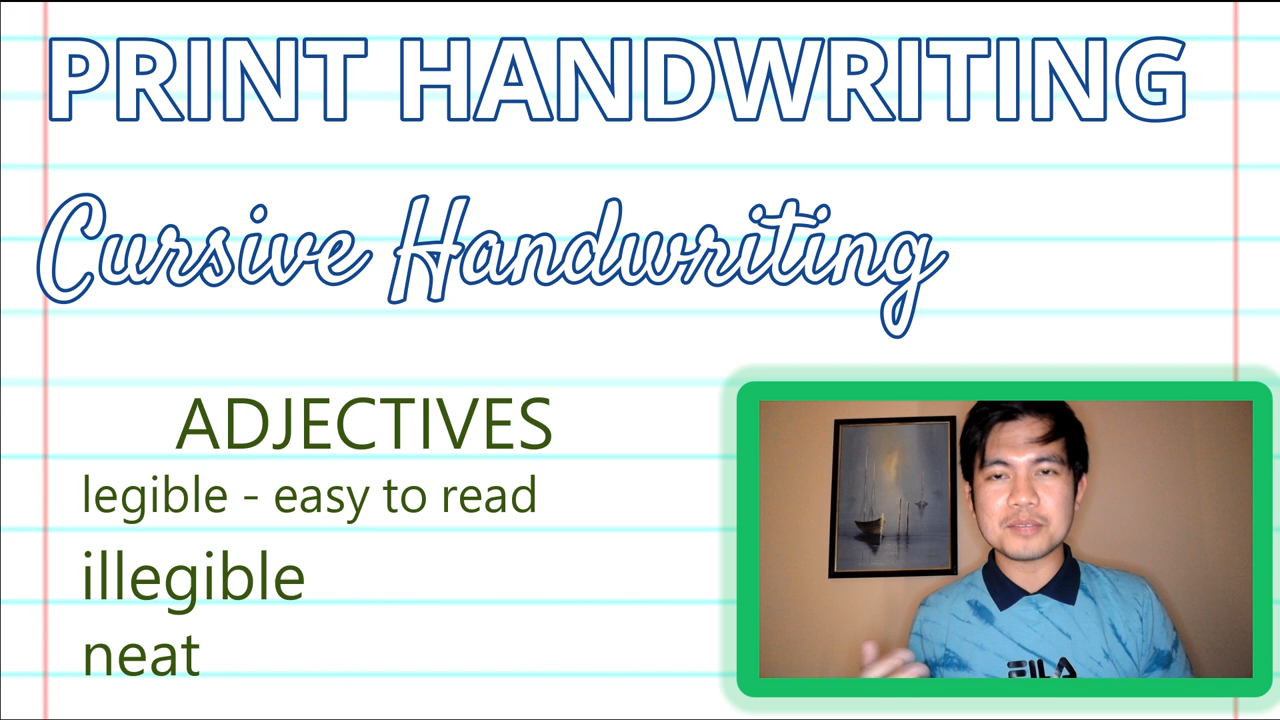 PRINT HANDWRITING
Cursive Handwriting
ADJECTIVES
legible - easy to read
illegible
neat
FILA